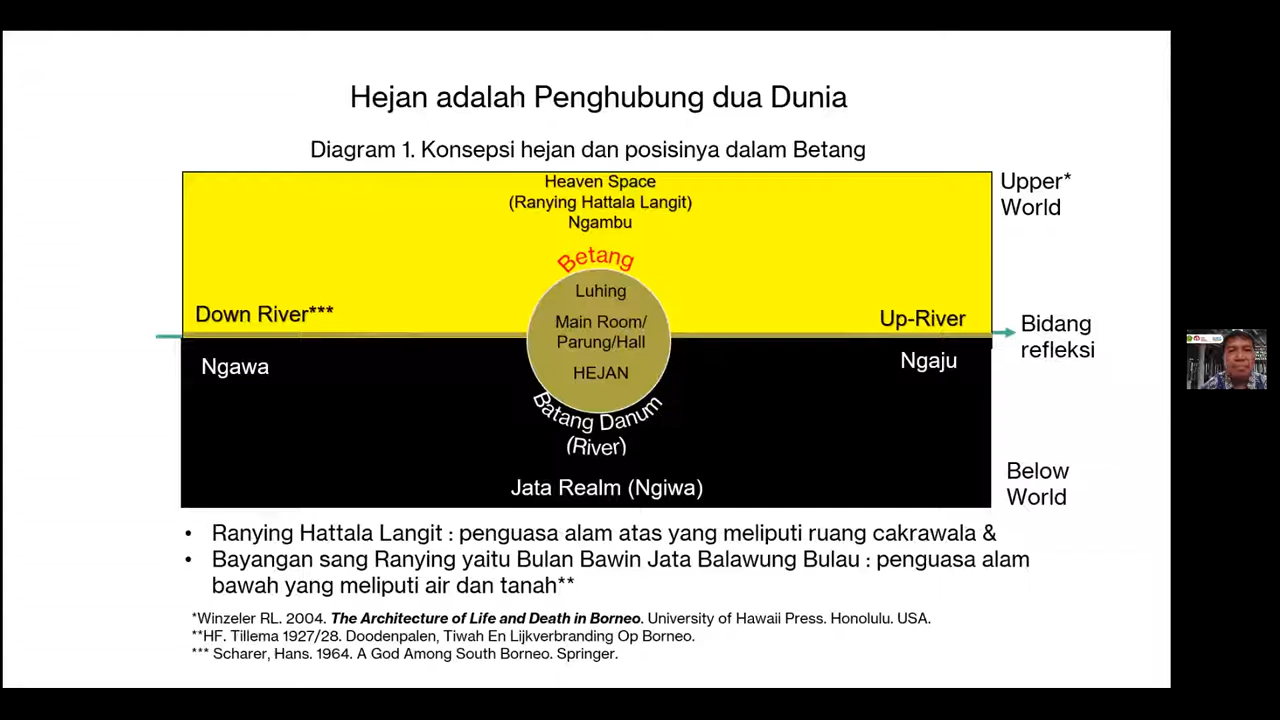 Hejan adalah Penghubung dua Dunia
Diagram 1. Konsepsi hejan dan posisinya dalam Betang
Heaven Space
(Ranying Hattala Langit)
Ngambu
Upper*
World
Betang
Luhing
Main Room/
Parung/Hall
HEJAN
Down River***
Up-River
Bidang
refleksi
Ngawa
Ngaju
Batang Danum
(River)
Jata Realm (Ngiwa)
Below
World
• Ranying Hattala Langit : penguasa alam atas yang meliputi ruang cakrawala &
• Bayangan sang Ranying yaitu Bulan Bawin Jata Balawung Bulau : penguasa alam
bawah yang meliputi air dan tanah**
*Winzeler RL. 2004. The Architecture of Life and Death in Borneo. University of Hawaii Press. Honolulu. USA.
**HF. Tillema 1927/28. Doodenpalen, Tiwah En Lijkverbranding Op Borneo.
*** Scharer, Hans. 1964. A God Among South Borneo. Springer.